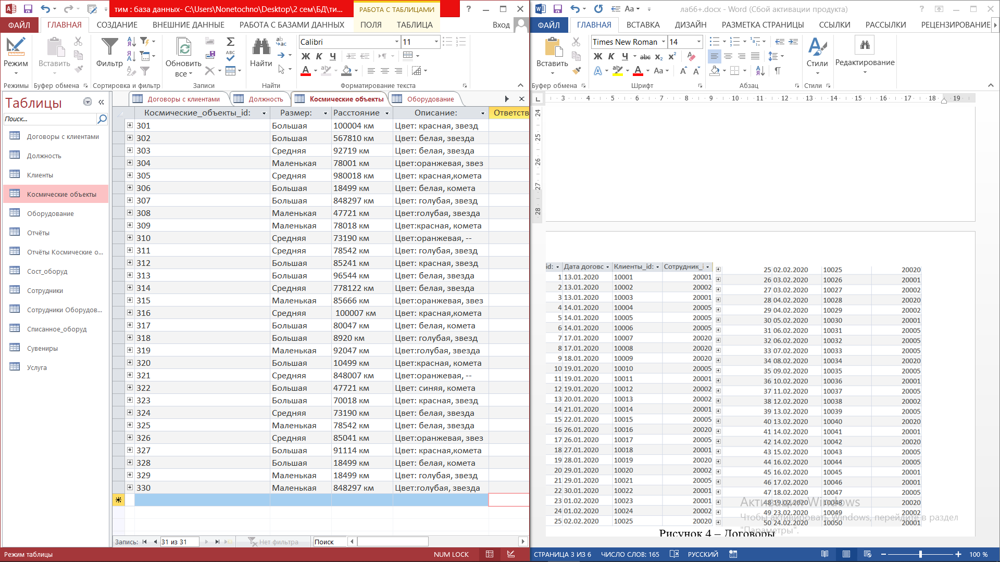 тим : база данных- C:\Users\Nonetochno\Desktop\2 сем\БД\ти...
РАБОТА С ТАБЛИЦАМИ
ФАЙЛ ГЛАВНАЯ СОЗДАНИЕ ВНЕШНИЕ ДАННЫЕ РАБОТА С БАЗАМИ ДАННЫХ ПОЛЯ ТАБЛИЦА Вход
Режим
Вставить
Фильтр
Обновить все
Найти
Calibri 11
Ж К Ч
Режимы Буфер обмена Сортировка и фильтр Записи Найти Форматирование текста
Таблицы
Поиск...
Договоры с клиентами
Должность
Клиенты
Космические объекты
Оборудование
Отчёты
Отчёты Космические о...
Сост_оборуд
Сотрудники
Сотрудники Оборудов...
Списанное_оборуд
Сувениры
Услуга
Договоры с клиентами Должность Космические объекты Оборудование
Космические_объекты_id: Размер: Расстояние Описание: Ответств
301 Большая 100004 км Цвет: красная, звезд
302 Большая 567810 км Цвет: белая, звезда
303 Средняя 92719 км Цвет: белая, звезда
304 Маленькая 78001 км Цвет:оранжевая, звез
305 Средняя 980018 км Цвет: красная,комета
306 Большая 18499 км Цвет: белая, комета
307 Большая 848297 км Цвет: голубая, звезд
308 Маленькая 47721 км Цвет:голубая, звезда
309 Маленькая 78018 км Цвет:красная, комета
310 Средняя 73190 км Цвет:оранжевая, --
311 Средняя 78542 км Цвет: голубая, звезд
312 Большая 85241 км Цвет: красная, звезд
313 Большая 96544 км Цвет: белая, звезда
314 Средняя 778122 км Цвет: белая, звезда
315 Маленькая 85666 км Цвет:оранжевая, звез
316 Средняя 100007 км Цвет: красная,комета
317 Большая 80047 км Цвет: белая, комета
318 Большая 8920 км Цвет: голубая, звезд
319 Маленькая 92047 км Цвет:голубая, звезда
320 Большая 10499 км Цвет:красная, комета
321 Средняя 848007 км Цвет:оранжевая, --
322 Большая 47721 км Цвет: синяя, комета
323 Большая 70018 км Цвет: красная, звезд
324 Средняя 73190 км Цвет: белая, звезда
325 Маленькая 78542 км Цвет: белая, звезда
326 Средняя 85041 км Цвет:оранжевая, звез
327 Большая 91114 км Цвет: красная,комета
328 Большая 18499 км Цвет: белая, комета
329 Маленькая 18499 км Цвет: голубая, звезд
330 Маленькая 848297 км Цвет:голубая, звезда
Запись: 31 из 31 Нет фильтра Поиск
Режим таблицы NUM LOCK
лаб6+.docx - Word (Сбой активации продукта)
ФАЙЛ ГЛАВНАЯ ВСТАВКА ДИЗАЙН РАЗМЕТКА СТРАНИЦЫ ССЫЛКИ РАССЫЛКИ РЕЦЕНЗИРОВАНИЕ
Вставить
Times New Roman 14
Ж К Ч abc X₂ X²
Стили
Редактирование
Буфер обмена Шрифт Абзац Стили
3 4 5 6 7 8 9 10 11 12 13 14 15 16 17 18 19
24
25
26
27
28
id: Дата догово Клиенты_id: Сотрудник_i
1 13.01.2020 10001 20001
2 13.01.2020 10002 20002
3 13.01.2020 10003 20001
4 14.01.2020 10004 20005
5 14.01.2020 10005 20005
6 14.01.2020 10006 20005
7 17.01.2020 10007 20020
8 17.01.2020 10008 20020
9 18.01.2020 10009 20020
10 19.01.2020 10010 20005
11 19.01.2020 10011 20001
12 19.01.2020 10012 20002
13 20.01.2020 10013 20002
14 21.01.2020 10014 20001
15 22.01.2020 10015 20005
16 26.01.2020 10016 20020
17 26.01.2020 10017 20005
18 27.01.2020 10018 20001
19 28.01.2020 10019 20020
20 29.01.2020 10020 20002
21 29.01.2020 10021 20005
22 30.01.2020 10022 20001
23 01.02.2020 10023 20001
24 01.02.2020 10024 20002
25 02.02.2020 10025 20020
25 02.02.2020 10025 20020
26 03.02.2020 10026 20001
27 03.02.2020 10027 20002
28 04.02.2020 10028 20020
29 04.02.2020 10029 20002
30 05.02.2020 10030 20001
31 06.02.2020 10031 20005
32 06.02.2020 10032 20005
33 07.02.2020 10033 20005
34 08.02.2020 10034 20020
35 09.02.2020 10035 20005
36 10.02.2020 10036 20001
37 11.02.2020 10037 20005
38 12.02.2020 10038 20002
39 13.02.2020 10039 20005
40 13.02.2020 10040 20020
41 14.02.2020 10041 20001
42 14.02.2020 10042 20020
43 15.02.2020 10043 20005
44 16.02.2020 10044 20005
45 16.02.2020 10045 20001
46 17.02.2020 10046 20001
47 18.02.2020 10047 20005
48 19.02.2020 10048 20020
49 23.02.2020 10049 20002
50 24.02.2020 10050 20001
Активация Windows
Чтобы активировать Windows, перейдите в раздел
"Параметры".
Рисунок 4 – Договоры
СТРАНИЦА 3 ИЗ 6 ЧИСЛО СЛОВ: 165 РУССКИЙ 100 %